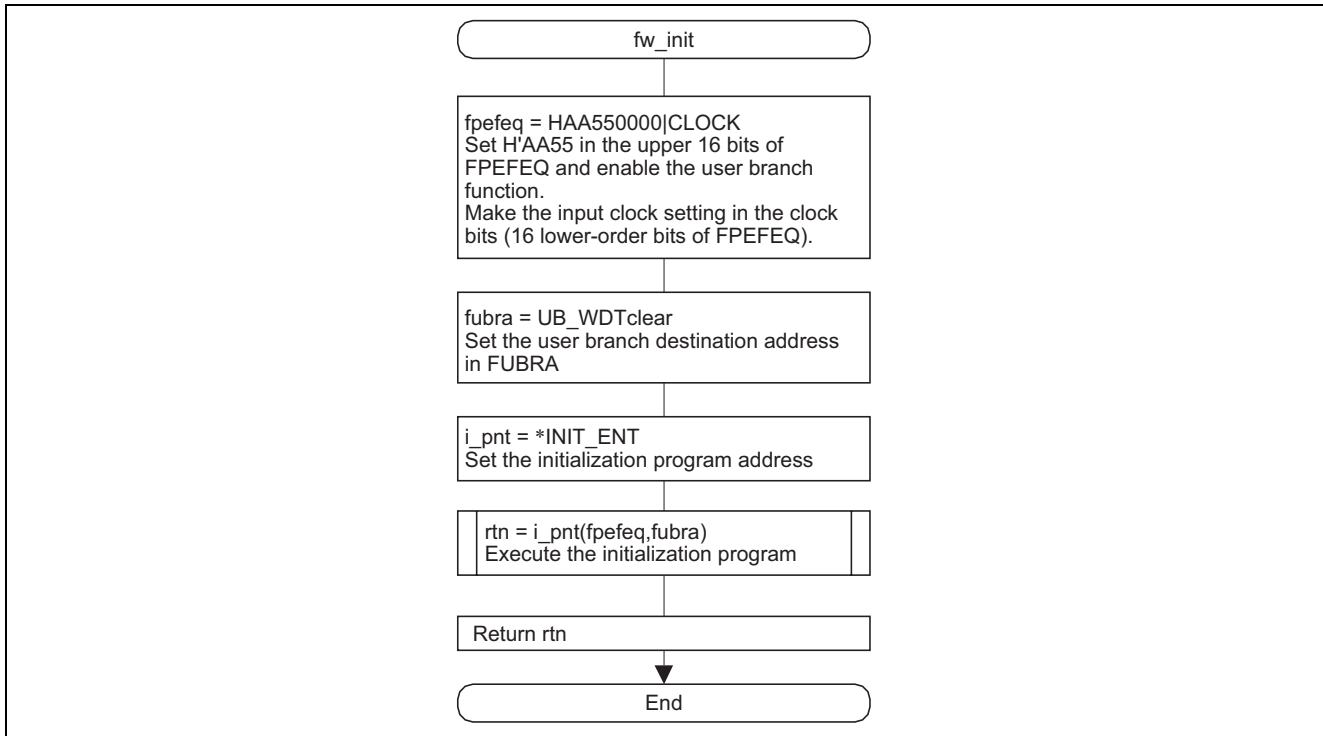 fw_init
fpefeq = HAA550000|CLOCK
Set H'AA55 in the upper 16 bits of
FPEFEQ and enable the user branch
function.
Make the input clock setting in the clock
bits (16 lower-order bits of FPEFEQ).
fubra = UB_WDTclear
Set the user branch destination address
in FUBRA
i_pnt = *INIT_ENT
Set the initialization program address
rtn = i_pnt(fpefeq,fubra)
Execute the initialization program
Return rtn
End